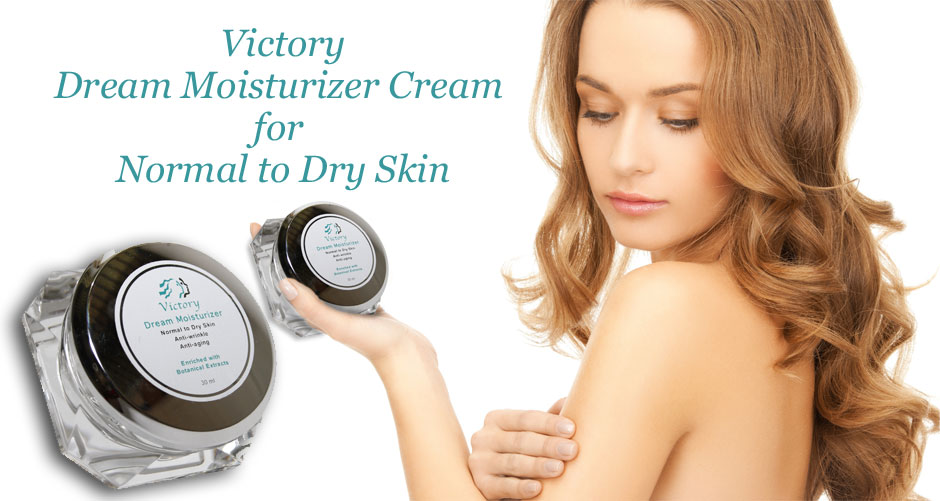 Victory
Dream Moisturizer Cream
for
Normal to Dry Skin
Victory
Dream Moisturizer
Normal to Dry Skin
Anti-wrinkle
Anti-aging
Enriched with
Botanical Extracts
30 ml
Victory
Dream Moisturizer
Normal to Dry Skin
Anti-wrinkle
Anti-aging
Enriched with
Botanical Extracts
30 ml